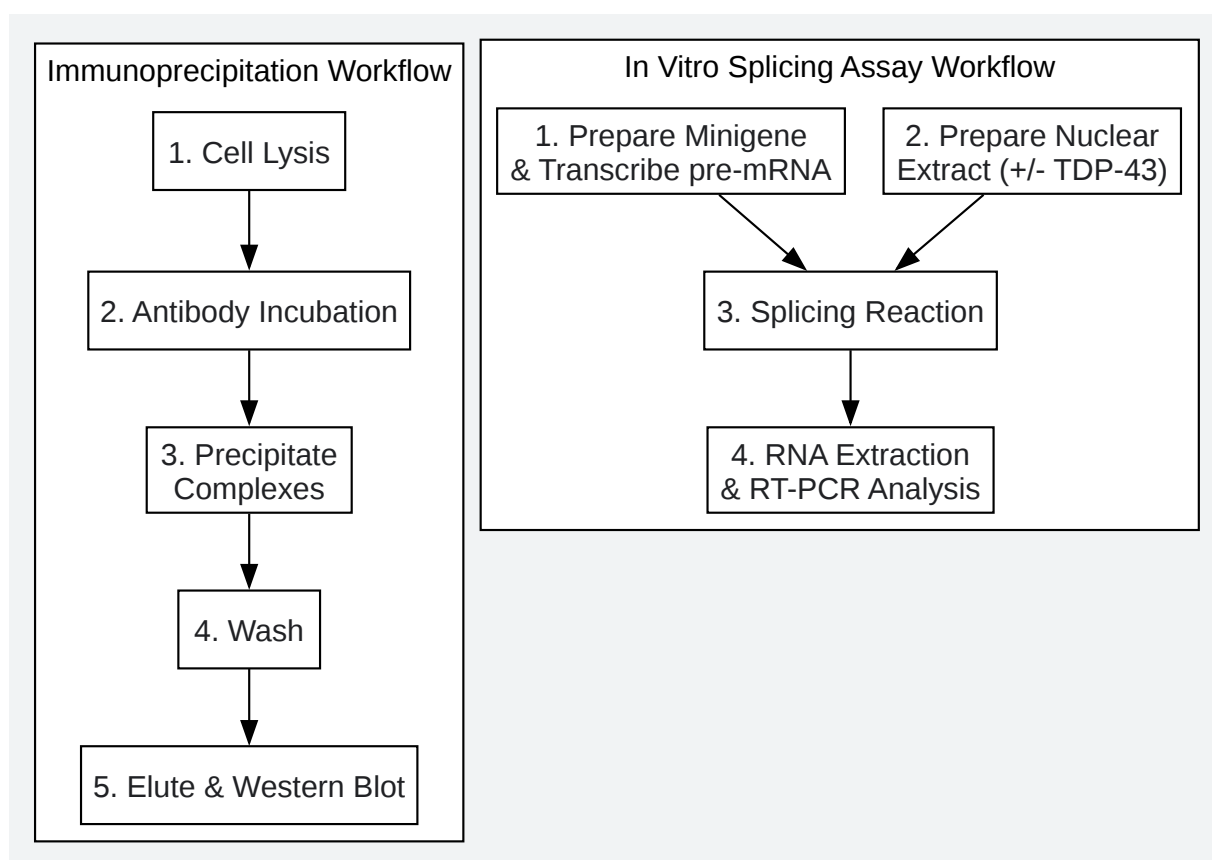 Immunoprecipitation Workflow
1. Cell Lysis
2. Antibody Incubation
3. Precipitate
Complexes
4. Wash
5. Elute & Western Blot
In Vitro Splicing Assay Workflow
1. Prepare Minigene
& Transcribe pre-mRNA
2. Prepare Nuclear
Extract (+/- TDP-43)
3. Splicing Reaction
4. RNA Extraction
& RT-PCR Analysis